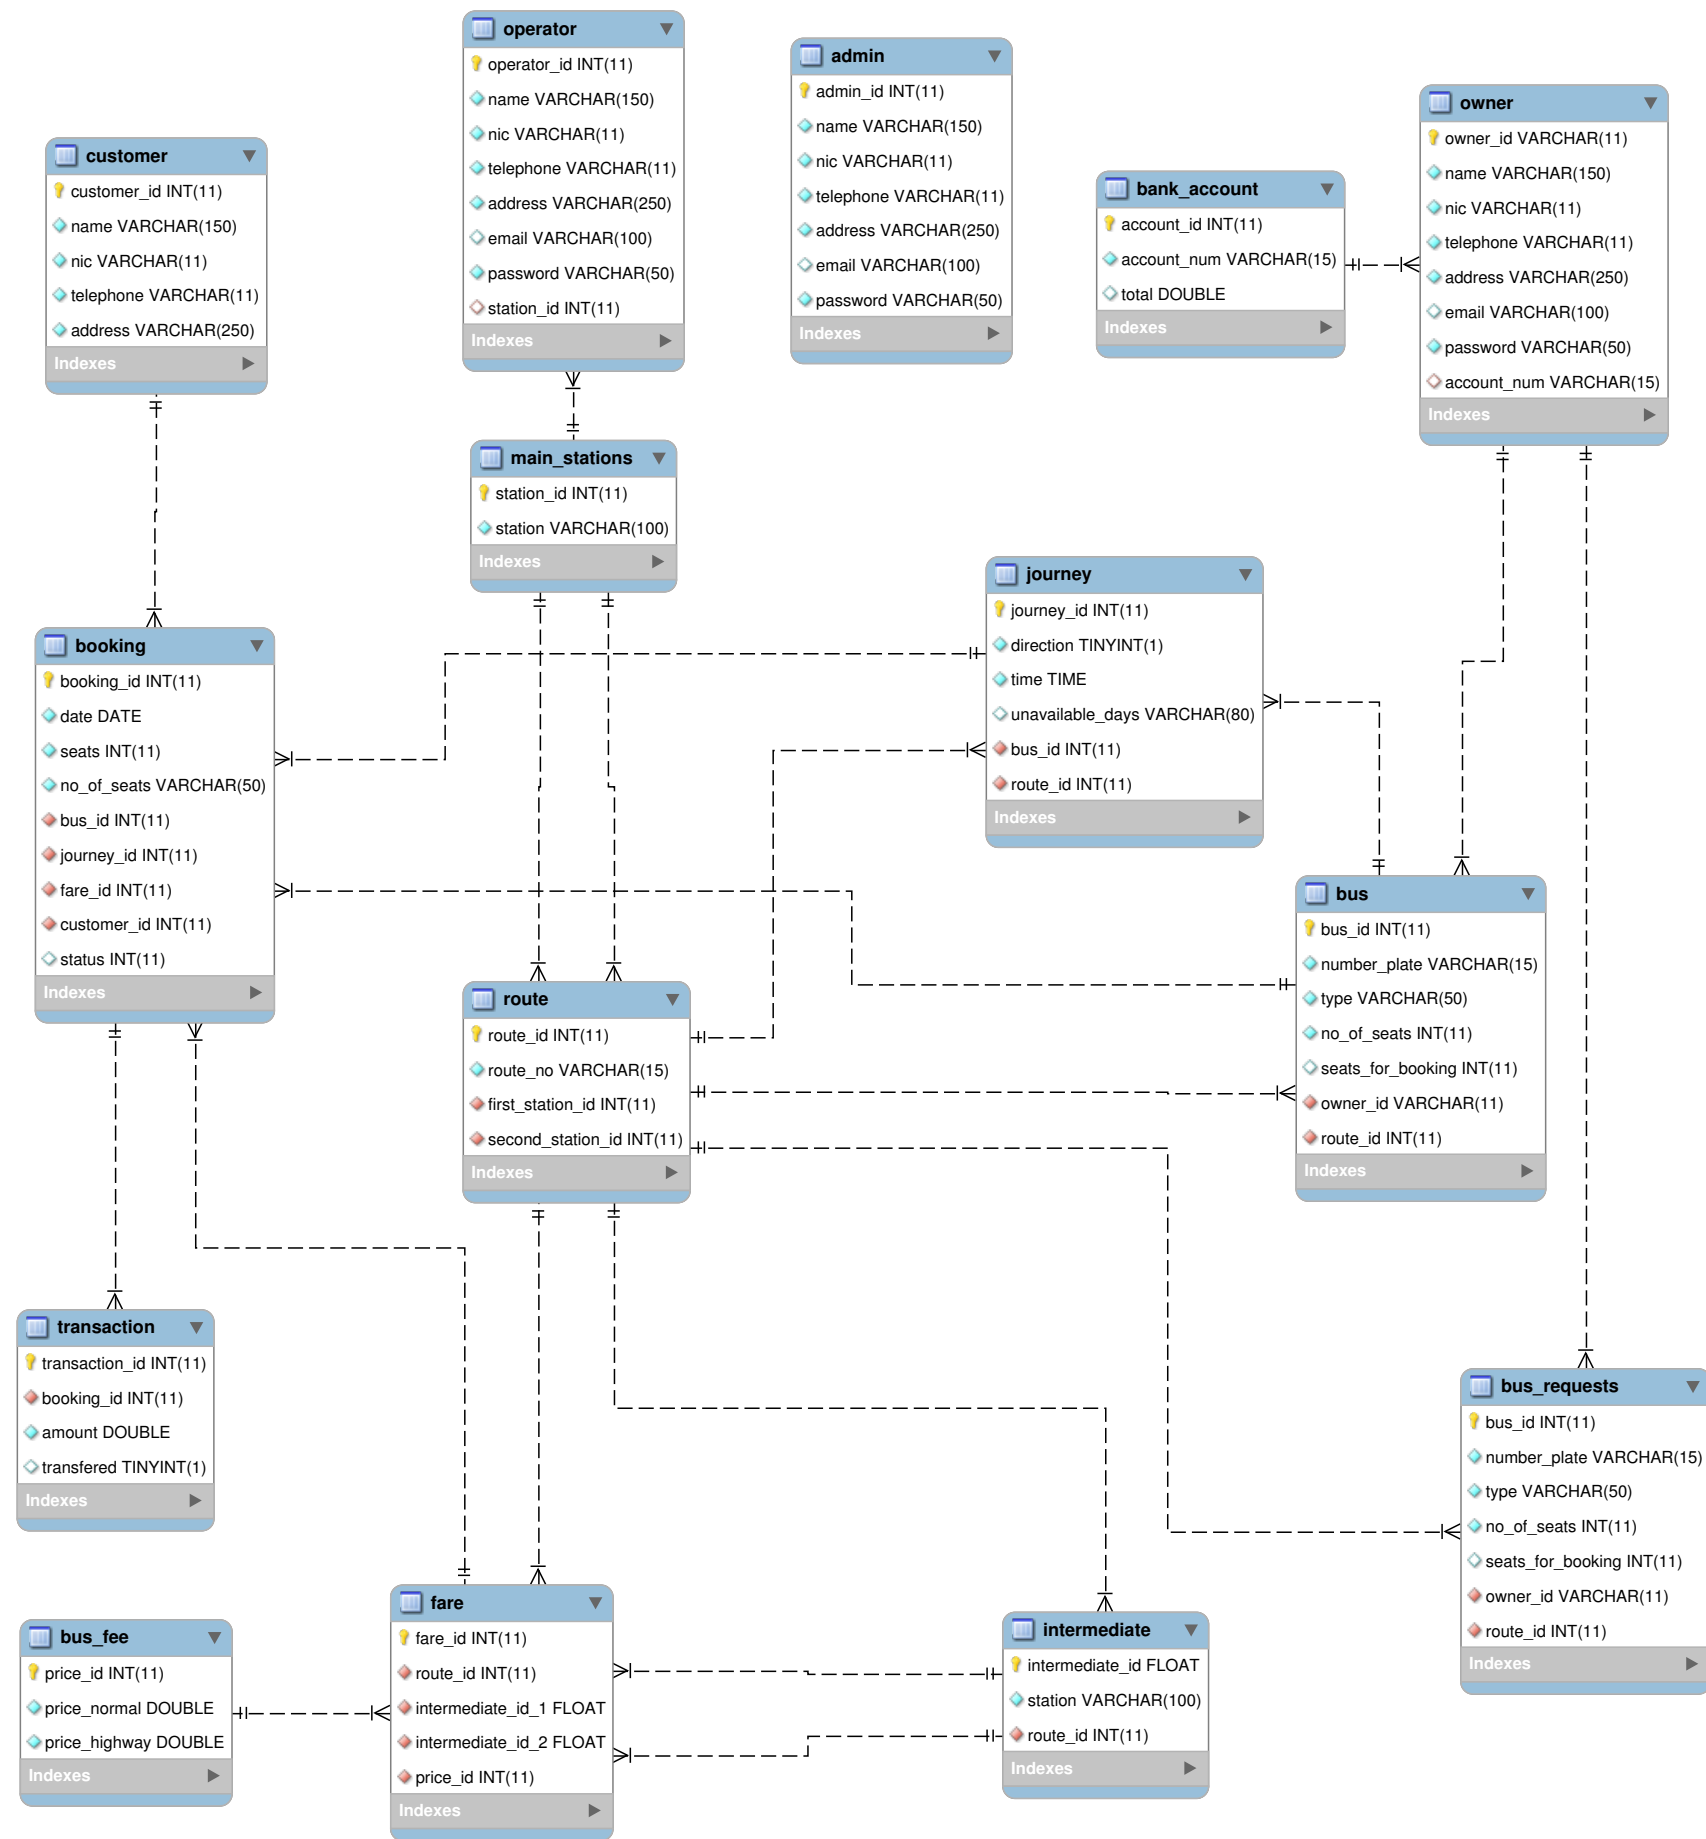 operator
operator_id INT(11)
name VARCHAR(150)
nic VARCHAR(11)
telephone VARCHAR(11)
address VARCHAR(250)
email VARCHAR(100)
password VARCHAR(50)
station_id INT(11)
Indexes
admin
admin_id INT(11)
name VARCHAR(150)
nic VARCHAR(11)
telephone VARCHAR(11)
address VARCHAR(250)
email VARCHAR(100)
password VARCHAR(50)
Indexes
owner
owner_id VARCHAR(11)
name VARCHAR(150)
nic VARCHAR(11)
telephone VARCHAR(11)
address VARCHAR(250)
email VARCHAR(100)
password VARCHAR(50)
account_num VARCHAR(15)
Indexes
customer
customer_id INT(11)
name VARCHAR(150)
nic VARCHAR(11)
telephone VARCHAR(11)
address VARCHAR(250)
Indexes
bank_account
account_id INT(11)
account_num VARCHAR(15)
total DOUBLE
Indexes
main_stations
station_id INT(11)
station VARCHAR(100)
Indexes
journey
journey_id INT(11)
direction TINYINT(1)
time TIME
unavailable_days VARCHAR(80)
bus_id INT(11)
route_id INT(11)
Indexes
booking
booking_id INT(11)
date DATE
seats INT(11)
no_of_seats VARCHAR(50)
bus_id INT(11)
journey_id INT(11)
fare_id INT(11)
customer_id INT(11)
status INT(11)
Indexes
bus
bus_id INT(11)
number_plate VARCHAR(15)
type VARCHAR(50)
no_of_seats INT(11)
seats_for_booking INT(11)
owner_id VARCHAR(11)
route_id INT(11)
Indexes
route
route_id INT(11)
route_no VARCHAR(15)
first_station_id INT(11)
second_station_id INT(11)
Indexes
transaction
transaction_id INT(11)
booking_id INT(11)
amount DOUBLE
transfered TINYINT(1)
Indexes
bus_requests
bus_id INT(11)
number_plate VARCHAR(15)
type VARCHAR(50)
no_of_seats INT(11)
seats_for_booking INT(11)
owner_id VARCHAR(11)
route_id INT(11)
Indexes
fare
fare_id INT(11)
route_id INT(11)
intermediate_id_1 FLOAT
intermediate_id_2 FLOAT
price_id INT(11)
Indexes
intermediate
intermediate_id FLOAT
station VARCHAR(100)
route_id INT(11)
Indexes
bus_fee
price_id INT(11)
price_normal DOUBLE
price_highway DOUBLE
Indexes